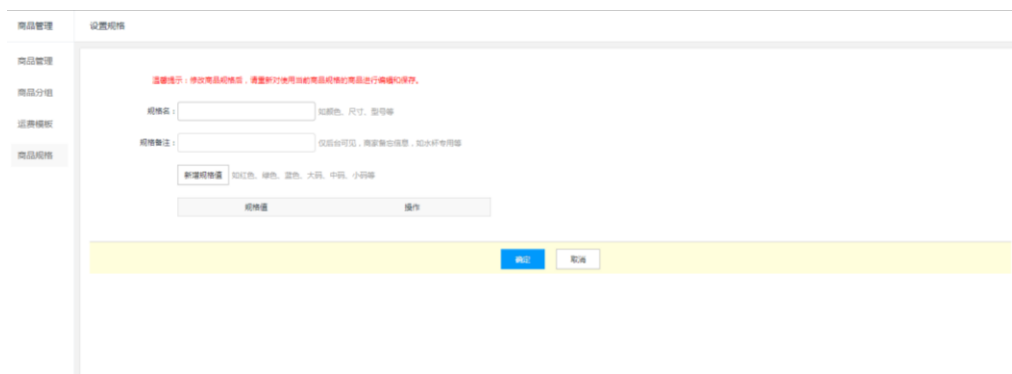 商品管理
设置规格
商品管理
商品分组
运费模板
商品规格
温馨提示：修改商品规格后，请重新对使用当前商品规格的商品进行编辑和保存。
规格名：
如颜色、尺寸、型号等
规格备注：
仅后台可见，商家备忘信息，如水杯专用等
新增规格值 如红色、绿色、蓝色、大码、中码、小码等
规格值 操作
确定 取消